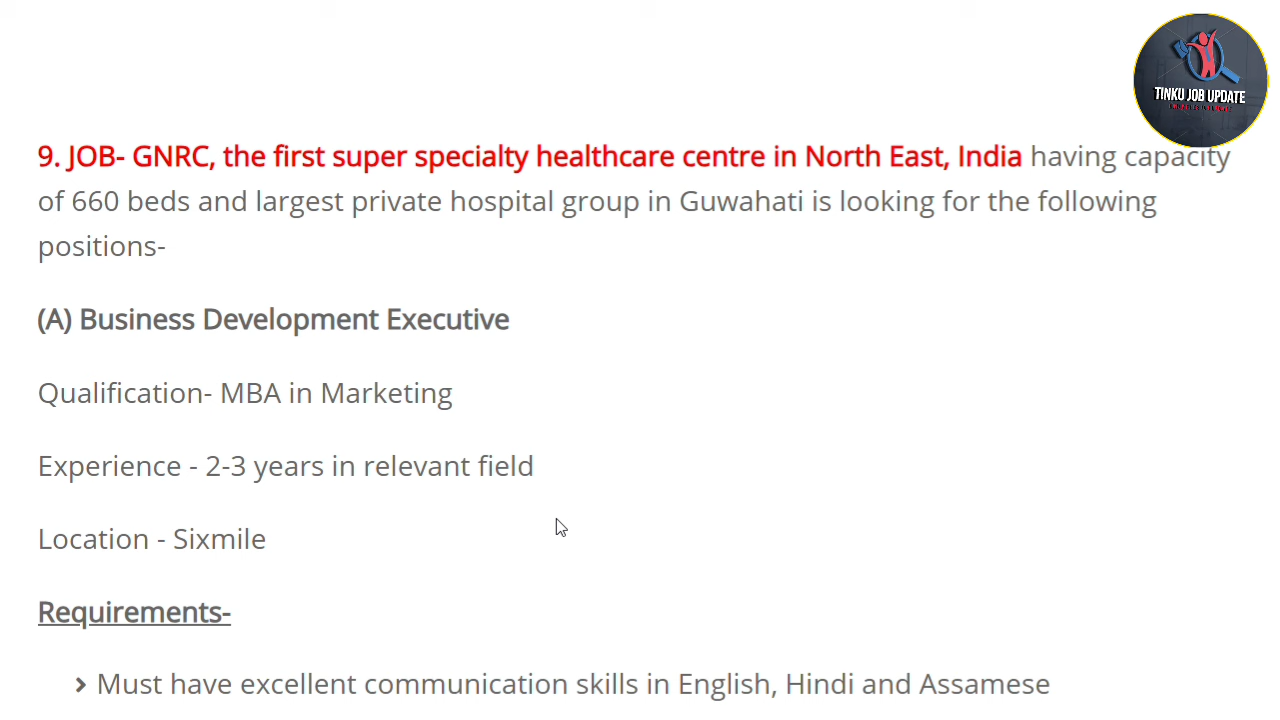 TINKU JOB UPDATE
9. JOB- GNRC, the first super specialty healthcare centre in North East, India having capacity
of 660 beds and largest private hospital group in Guwahati is looking for the following
positions-
(A) Business Development Executive
Qualification- MBA in Marketing
Experience - 2-3 years in relevant field
Location - Sixmile
Requirements-
Must have excellent communication skills in English, Hindi and Assamese